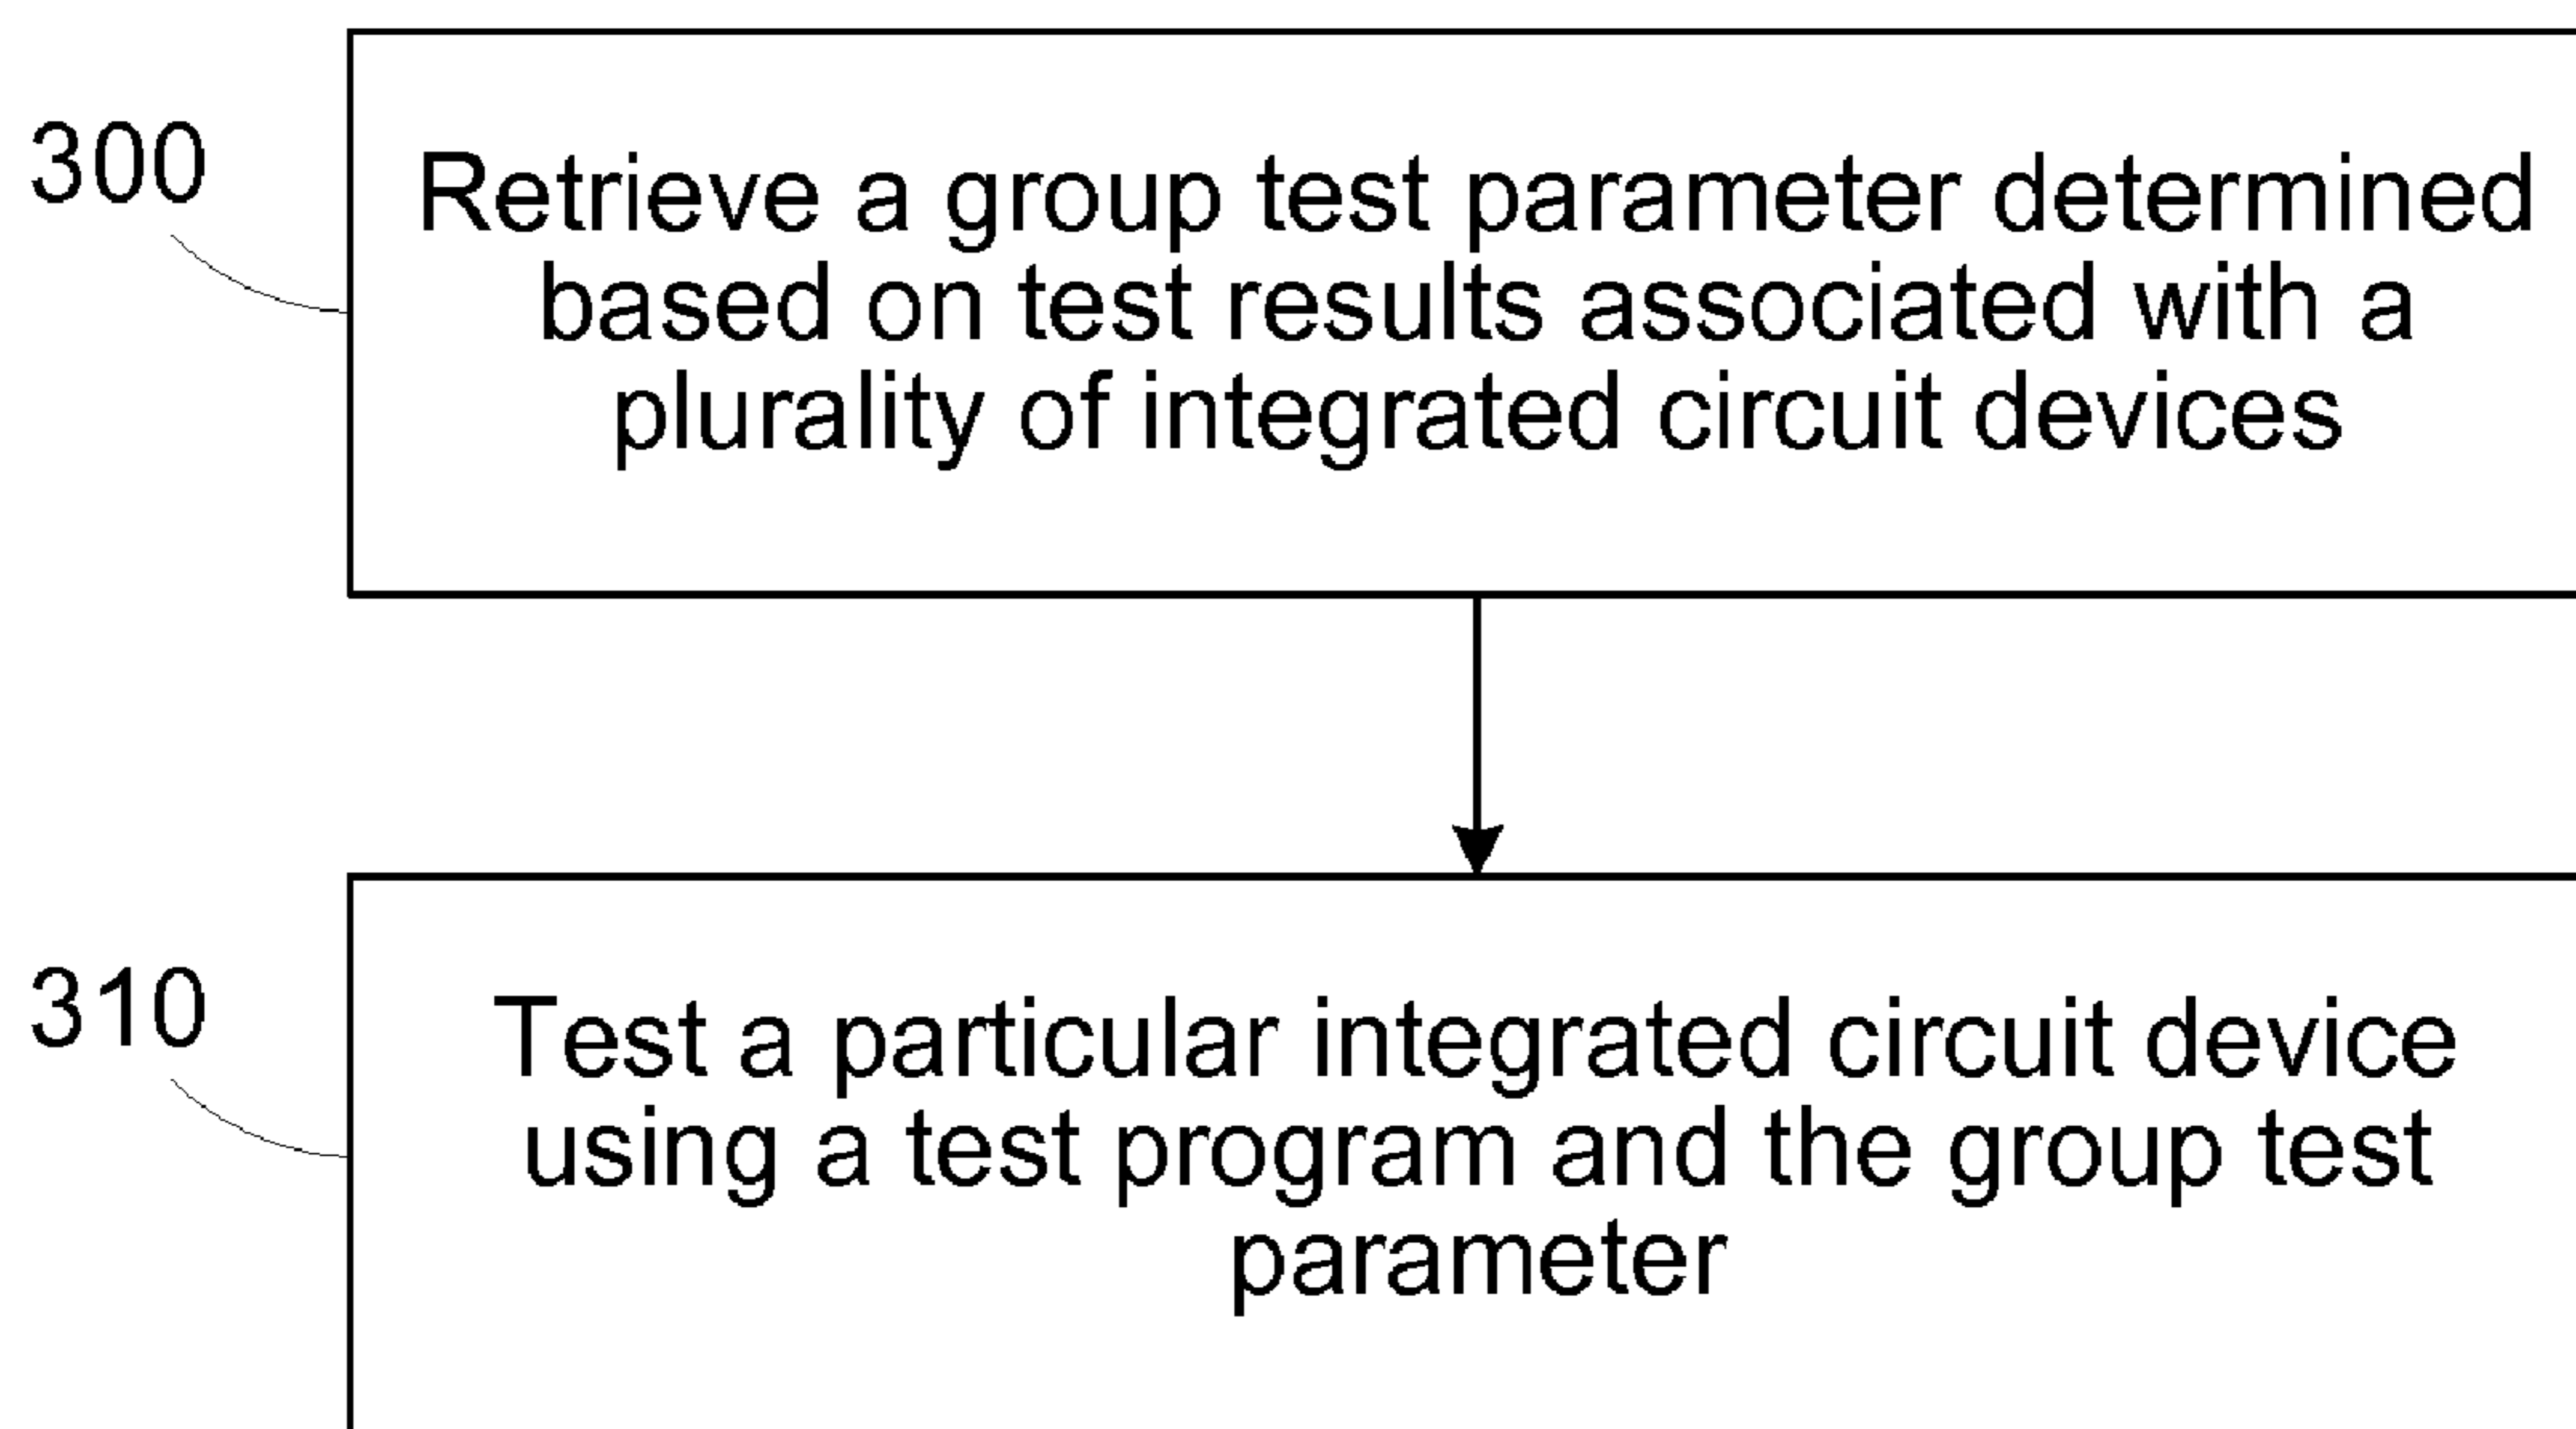 300
Retrieve a group test parameter determined
based on test results associated with a
plurality of integrated circuit devices
310
Test a particular integrated circuit device
using a test program and the group test
parameter